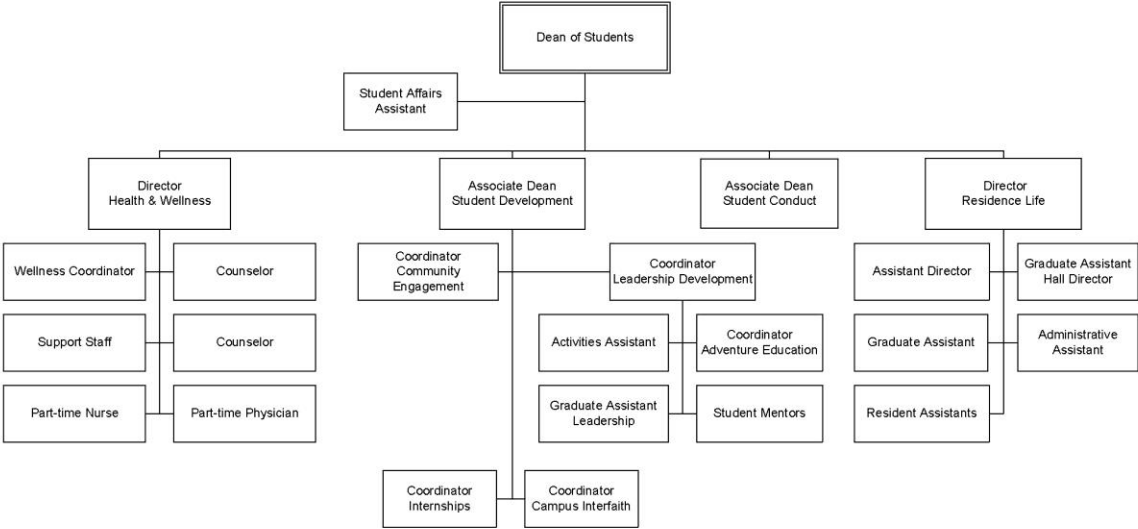 Dean of Students
Student Affairs
Assistant
Director
Health & Wellness
Associate Dean
Student Development
Associate Dean
Student Conduct
Director
Residence Life
Wellness Coordinator
Counselor
Coordinator
Community
Engagement
Coordinator
Leadership Development
Assistant Director
Graduate Assistant
Hall Director
Support Staff
Counselor
Activities Assistant
Coordinator
Adventure Education
Graduate Assistant
Administrative
Assistant
Part-time Nurse
Part-time Physician
Graduate Assistant
Leadership
Student Mentors
Resident Assistants
Coordinator
Internships
Coordinator
Campus Interfaith